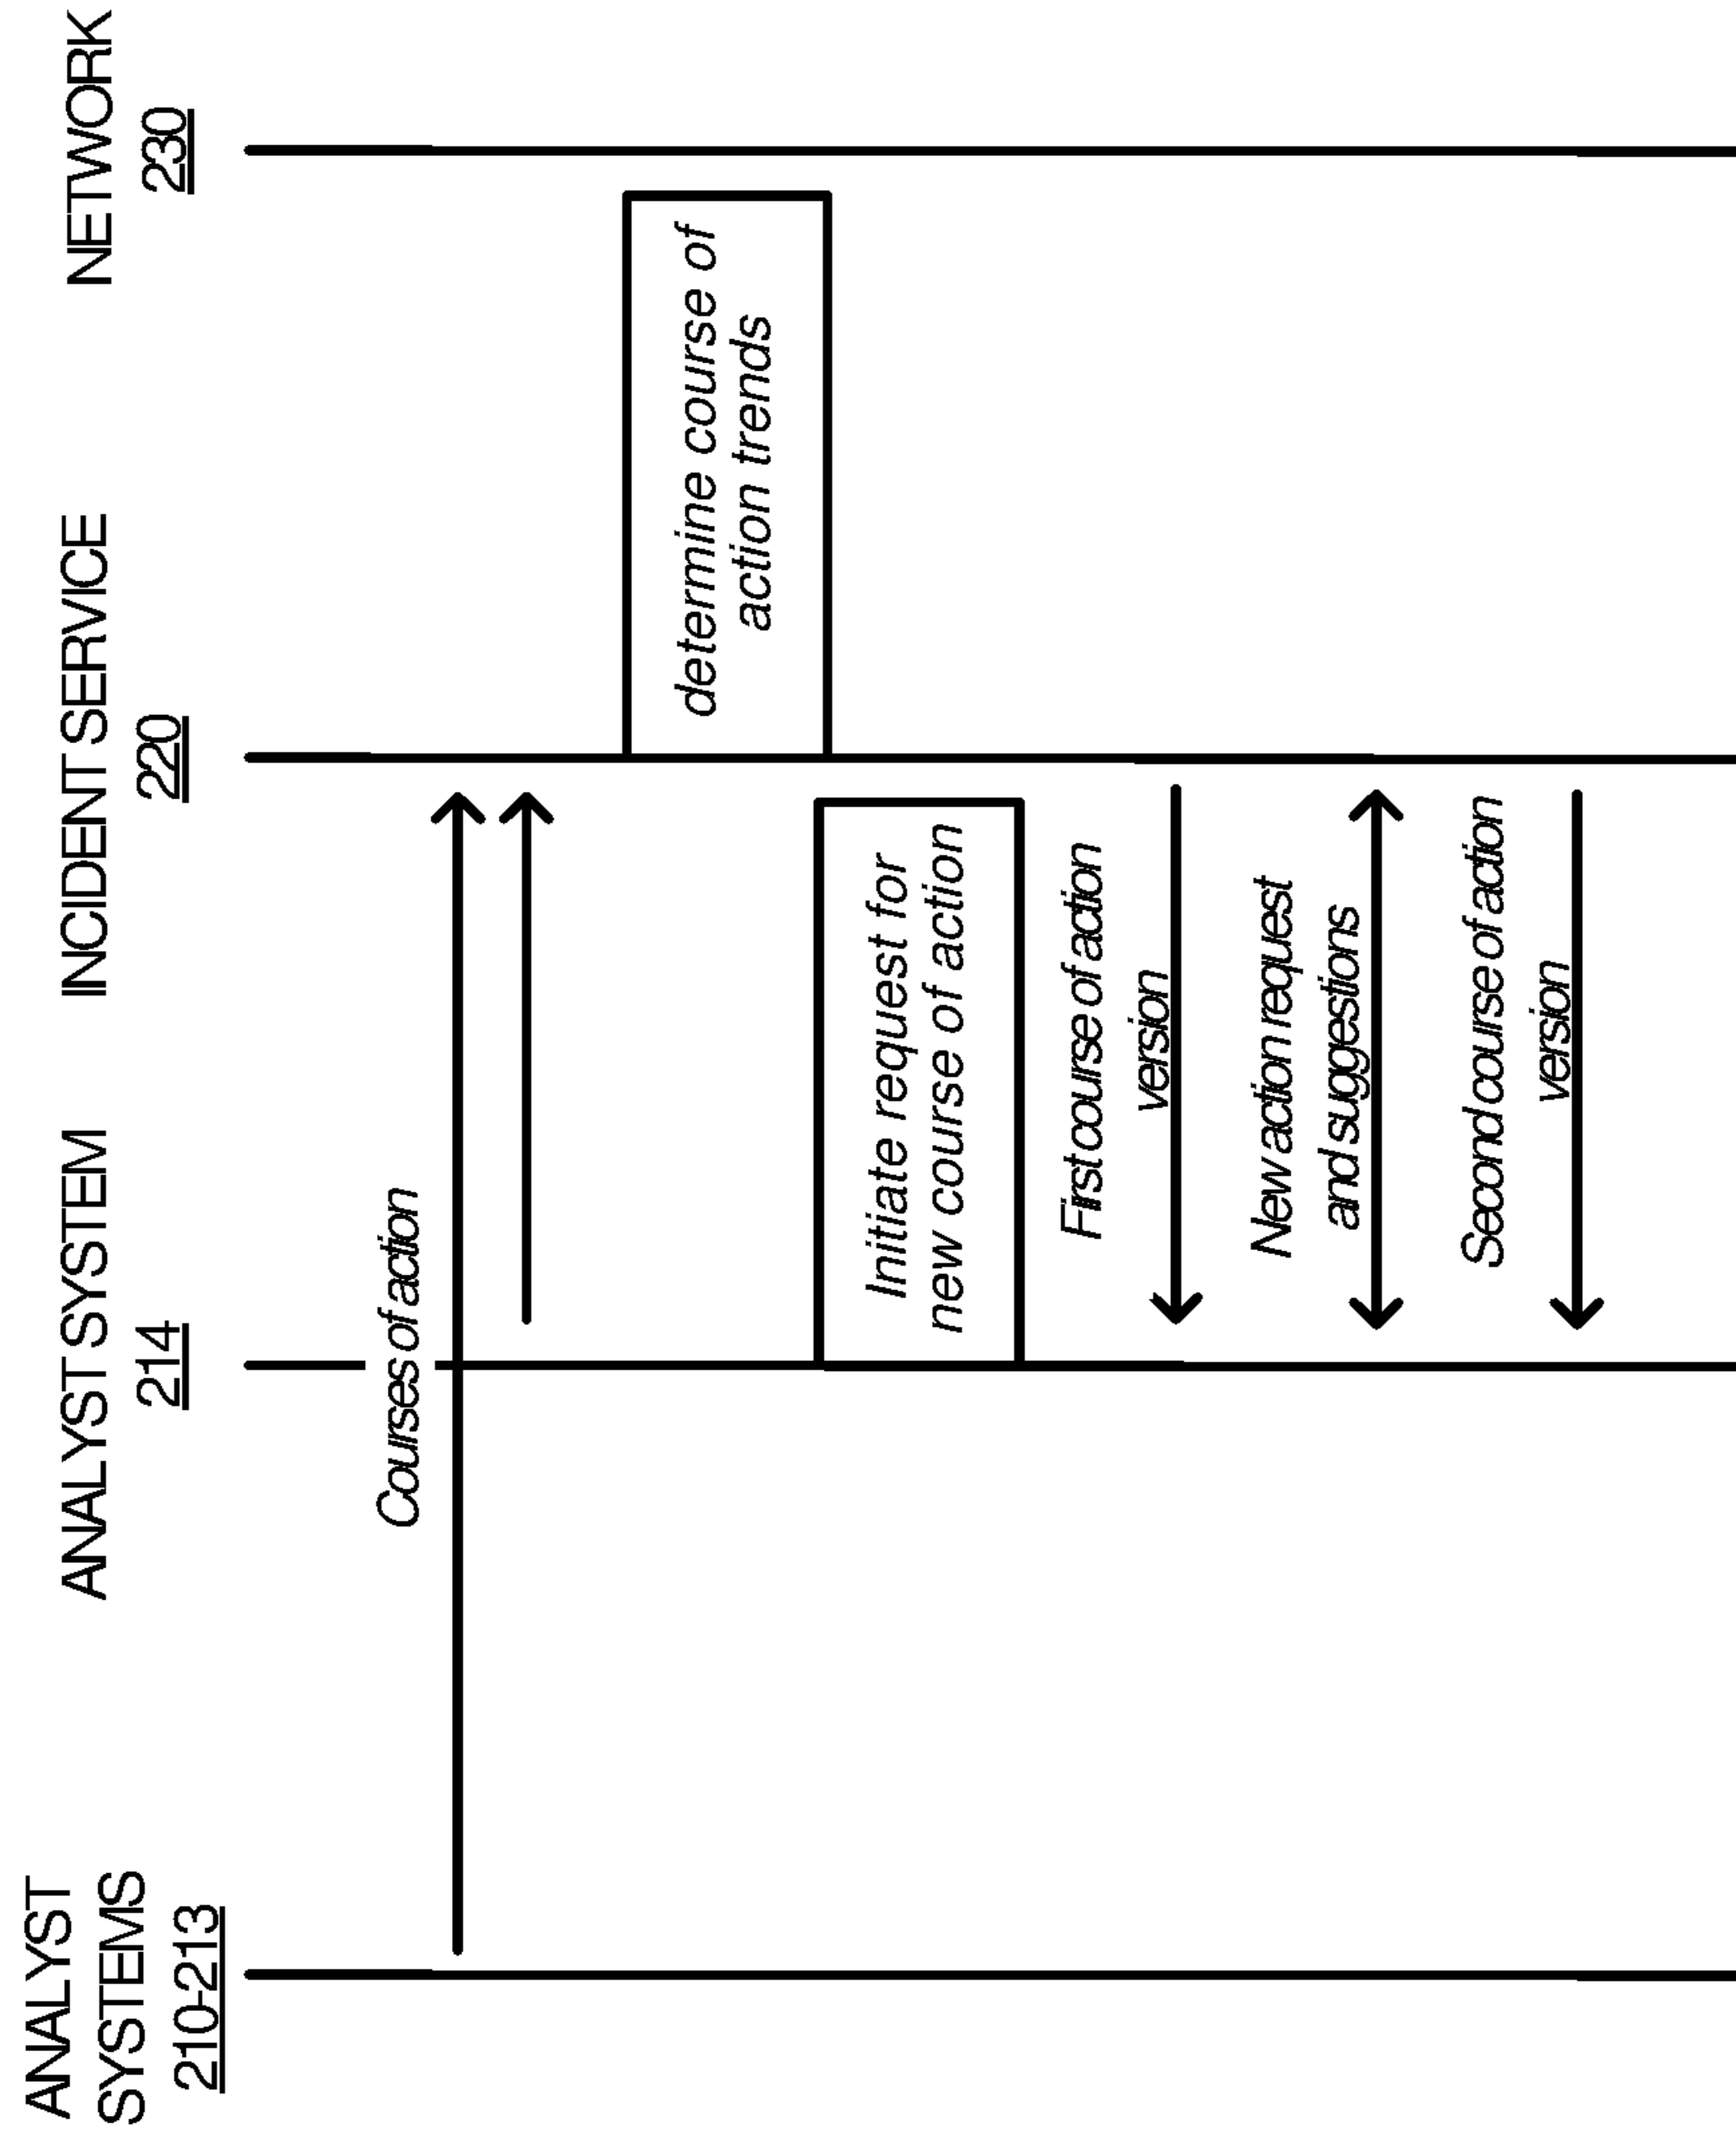 ANALYST
SYSTEMS
210-213
ANALYST SYSTEM
214
INCIDENT SERVICE
220
NETWORK
230
Courses of action
determine course of
action trends
Initiate request for
new course of action
First course of action
version
New action request
and suggestions
Second course of action
version